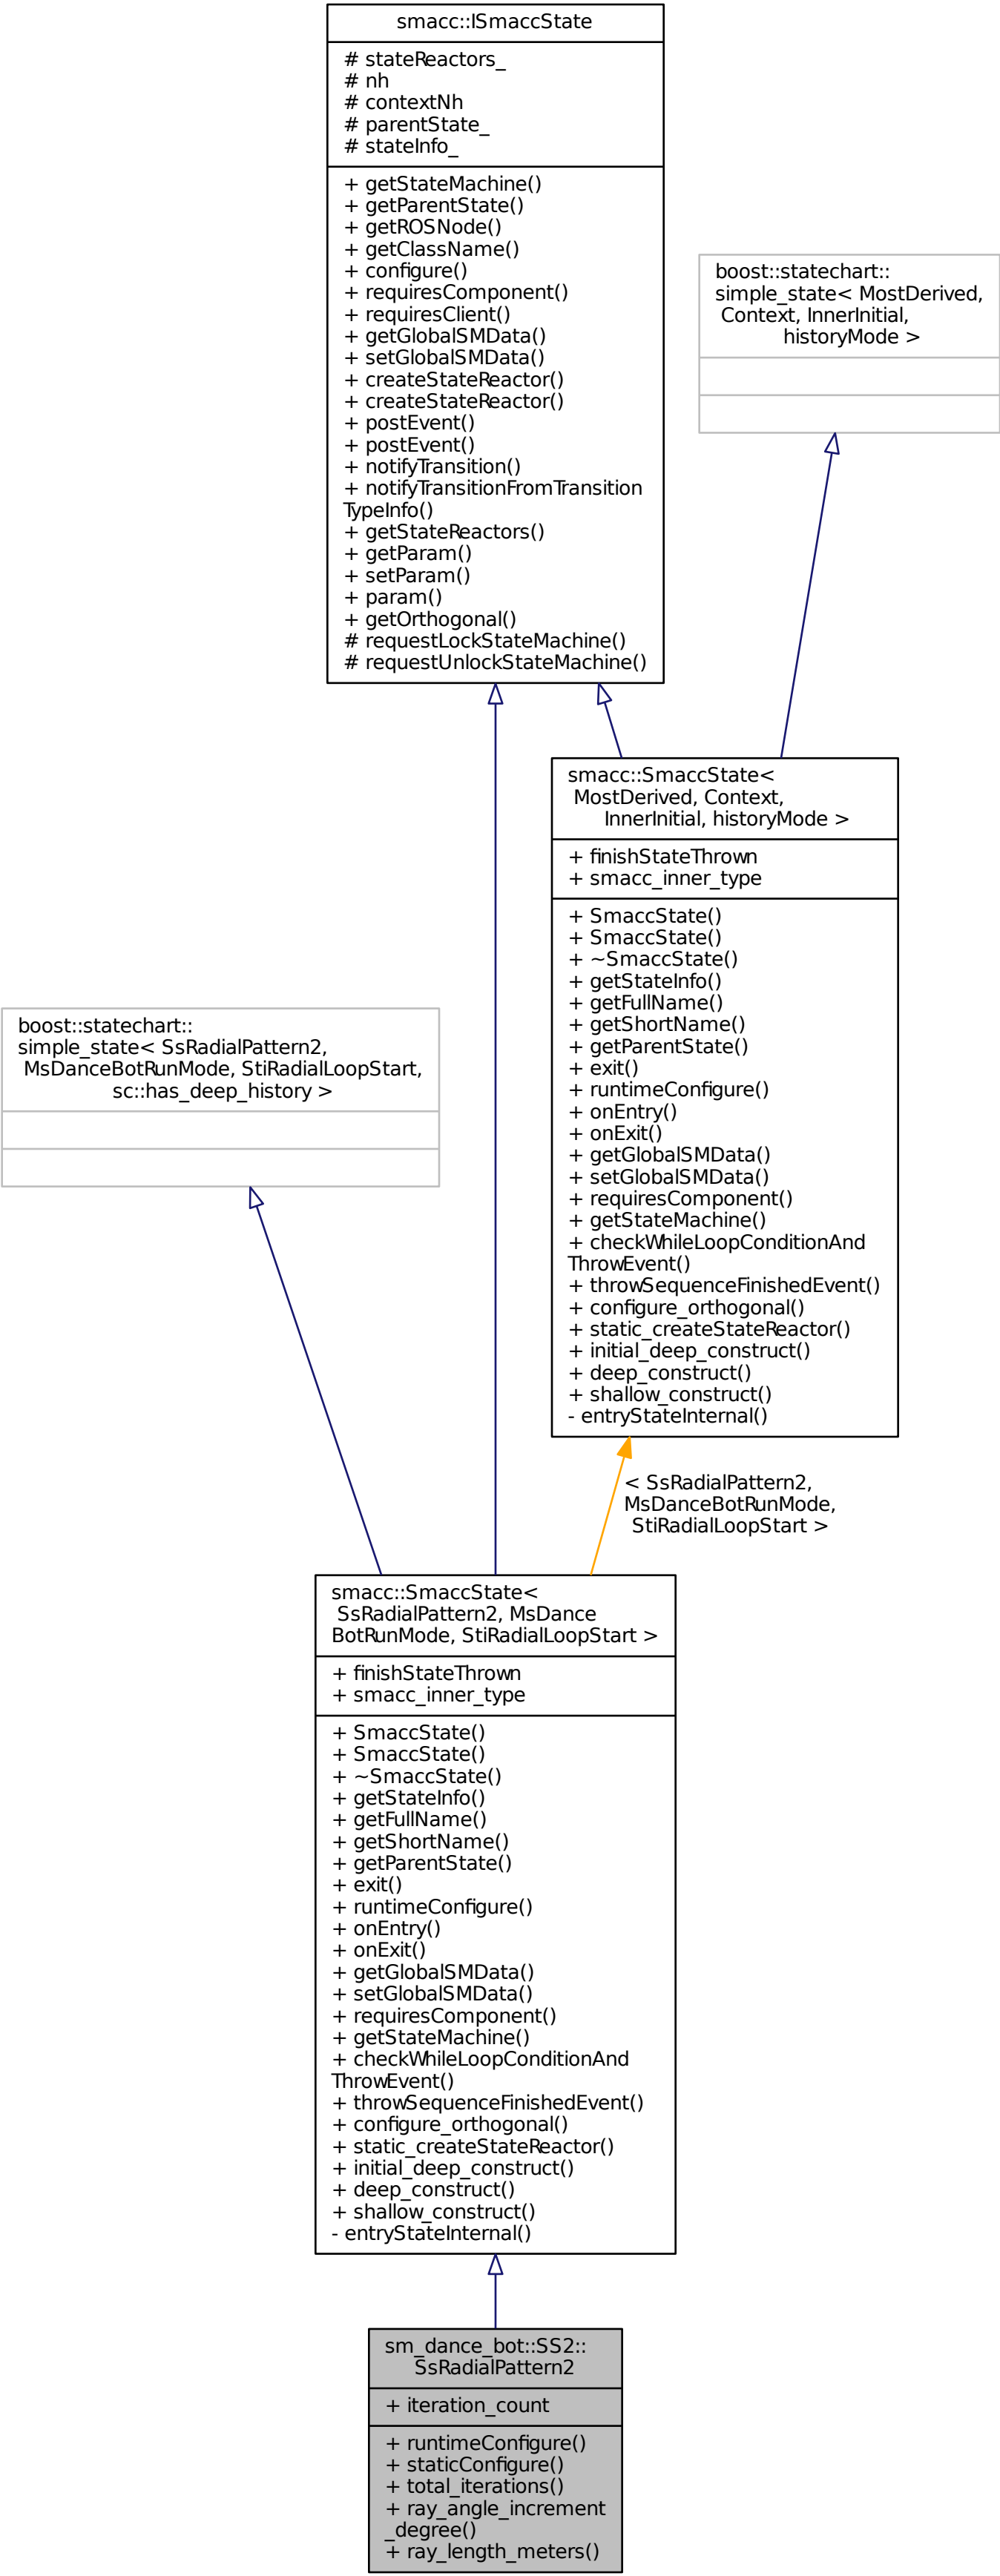 smacc::ISmaccState
# stateReactors_
# nh
# contextNh
# parentState_
# stateInfo_
+ getStateMachine()
+ getParentState()
+ getROSNode()
+ getClassName()
+ configure()
+ requiresComponent()
+ requiresClient()
+ getGlobalSMData()
+ setGlobalSMData()
+ createStateReactor()
+ createStateReactor()
+ postEvent()
+ postEvent()
+ notifyTransition()
+ notifyTransitionFromTransition
TypeInfo()
+ getStateReactors()
+ getParam()
+ setParam()
+ param()
+ getOrthogonal()
# requestLockStateMachine()
# requestUnlockStateMachine()
boost::statechart::
simple_state< MostDerived,
Context, InnerInitial,
historyMode >
smacc::SmaccState<
MostDerived, Context,
InnerInitial, historyMode >
+ finishStateThrown
+ smacc_inner_type
+ SmaccState()
+ SmaccState()
+ ~SmaccState()
+ getStateInfo()
+ getFullName()
+ getShortName()
+ getParentState()
+ exit()
+ runtimeConfigure()
+ onEntry()
+ onExit()
+ getGlobalSMData()
+ setGlobalSMData()
+ requiresComponent()
+ getStateMachine()
+ checkWhileLoopConditionAnd
ThrowEvent()
+ throwSequenceFinishedEvent()
+ configure_orthogonal()
+ static_createStateReactor()
+ initial_deep_construct()
+ deep_construct()
+ shallow_construct()
- entryStateInternal()
boost::statechart::
simple_state< SsRadialPattern2,
MsDanceBotRunMode, StiRadialLoopStart,
sc::has_deep_history >
< SsRadialPattern2,
MsDanceBotRunMode,
StiRadialLoopStart >
smacc::SmaccState<
SsRadialPattern2, MsDance
BotRunMode, StiRadialLoopStart >
+ finishStateThrown
+ smacc_inner_type
+ SmaccState()
+ SmaccState()
+ ~SmaccState()
+ getStateInfo()
+ getFullName()
+ getShortName()
+ getParentState()
+ exit()
+ runtimeConfigure()
+ onEntry()
+ onExit()
+ getGlobalSMData()
+ setGlobalSMData()
+ requiresComponent()
+ getStateMachine()
+ checkWhileLoopConditionAnd
ThrowEvent()
+ throwSequenceFinishedEvent()
+ configure_orthogonal()
+ static_createStateReactor()
+ initial_deep_construct()
+ deep_construct()
+ shallow_construct()
- entryStateInternal()
sm_dance_bot::SS2::
SsRadialPattern2
+ iteration_count
+ runtimeConfigure()
+ staticConfigure()
+ total_iterations()
+ ray_angle_increment
_degree()
+ ray_length_meters()